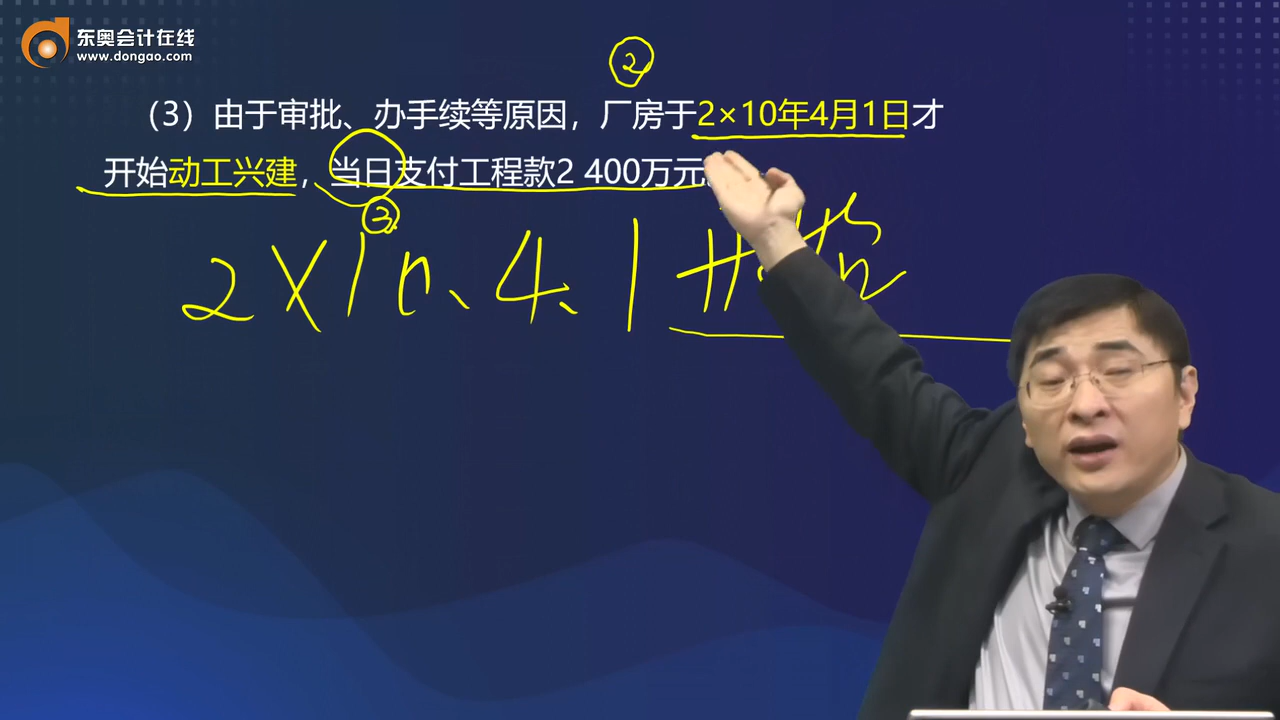 东奥会计在线
www.dongao.com
②
（3）由于审批、办手续等原因，厂房于2×10年4月1日才
开始动工兴建，当日支付工程款2 400万元
③
2×10、4、1开始